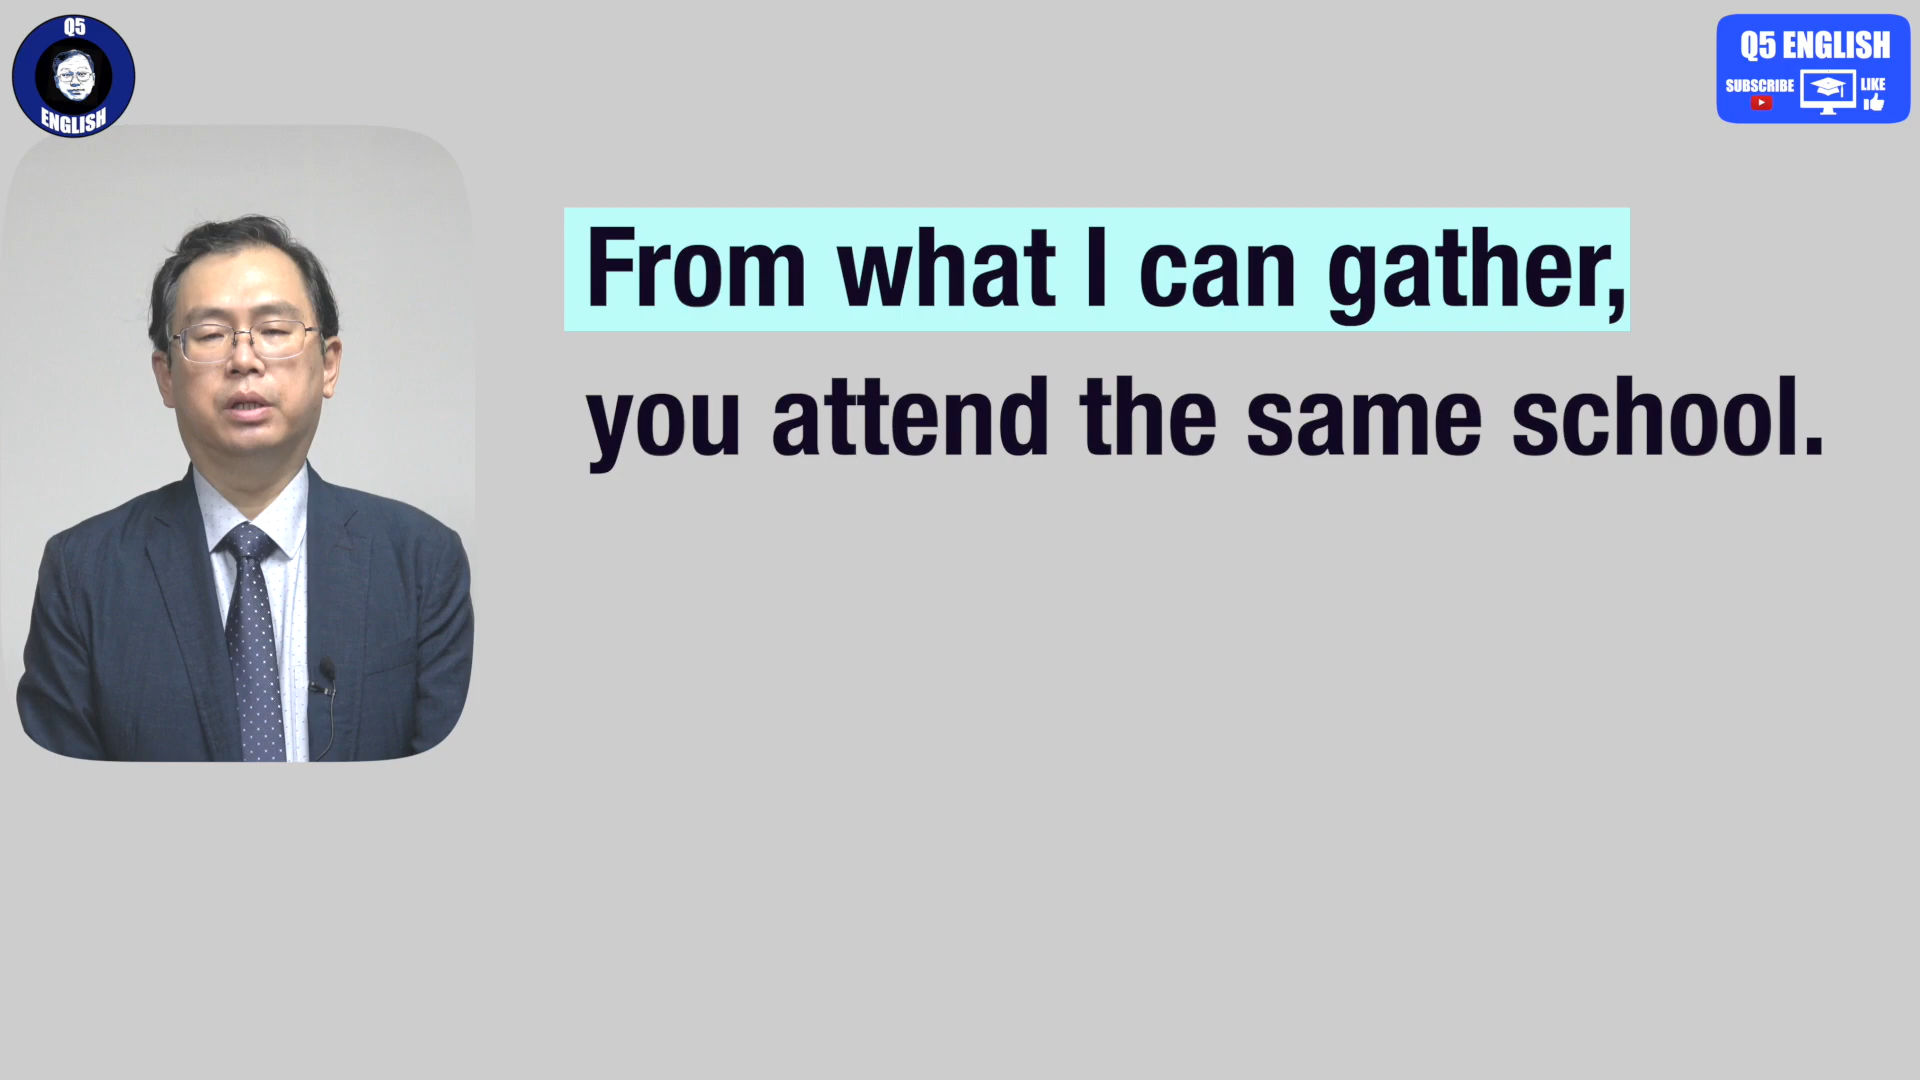 Q5
ENGLISH
Q5 ENGLISH
SUBSCRIBE
LIKE
From what I can gather,
you attend the same school.